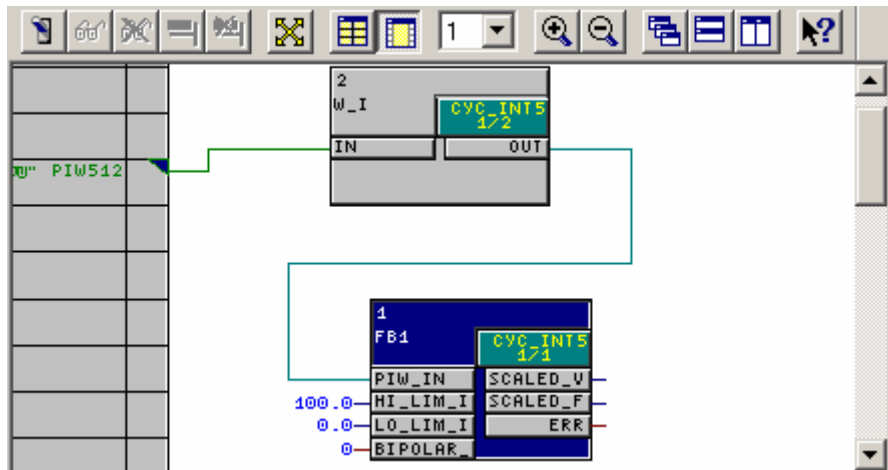 1
2
W_I
CYC_INT5
1/2
IN OUT
PIW512
1
FB1
CYC_INT5
1/1
PIW_IN SCALED_V
100.0 HI_LIM_I SCALED_F
0.0 LO_LIM_I ERR
0 BIPOLAR_